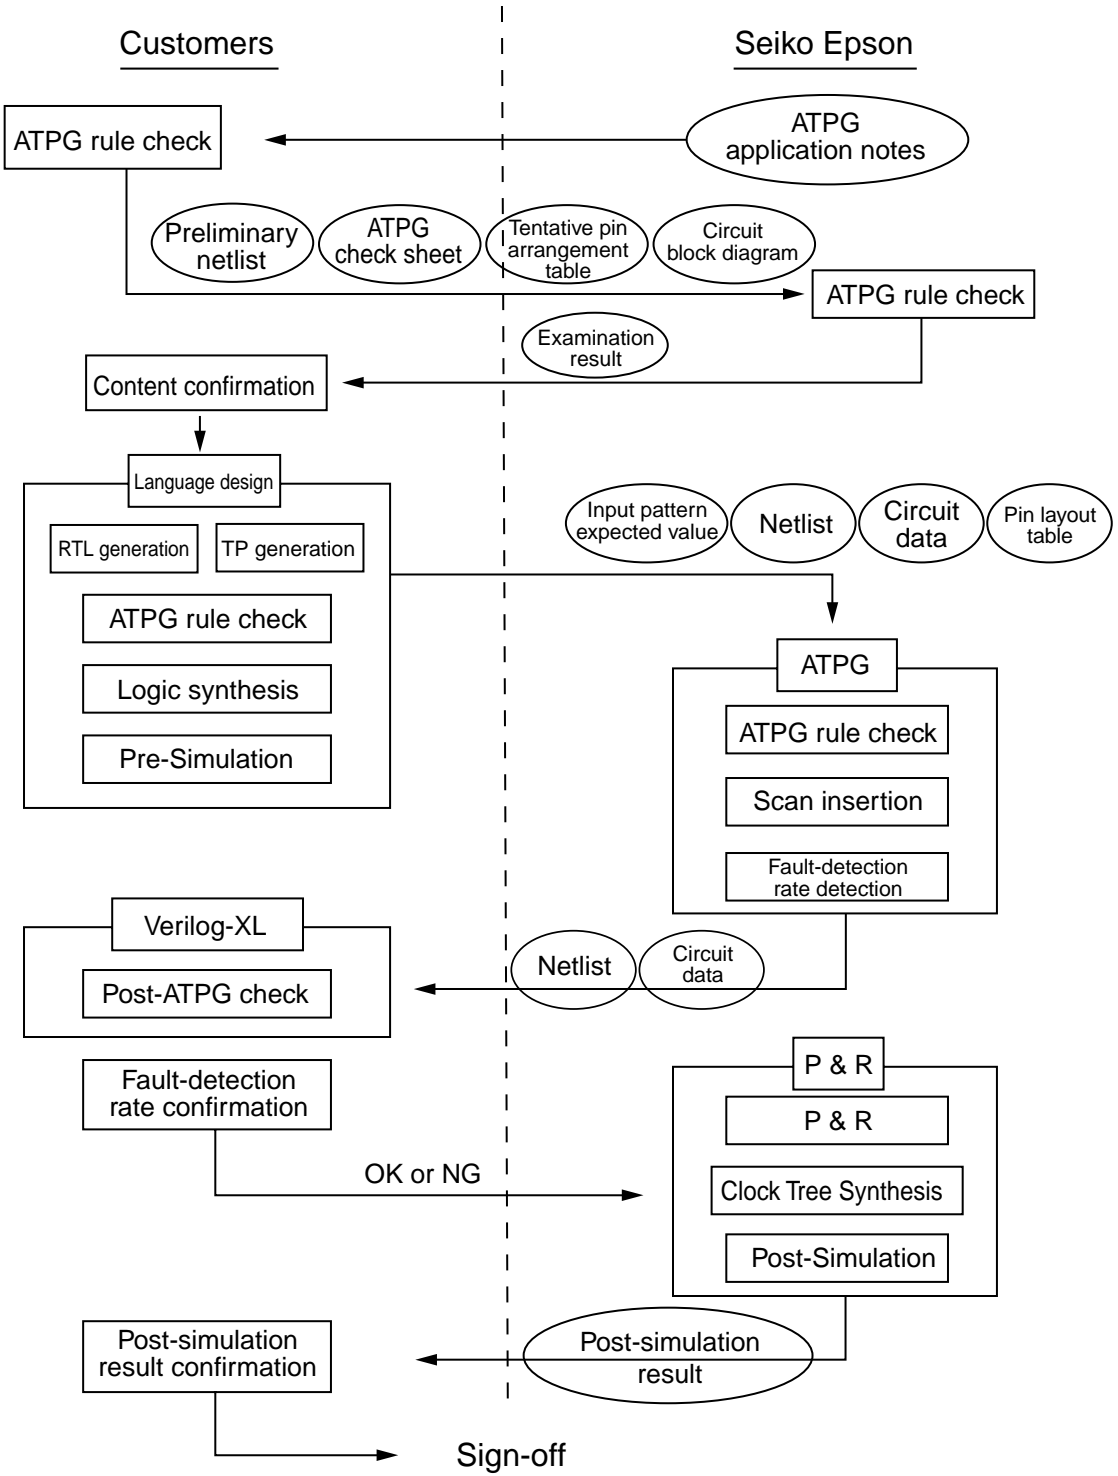 Customers
Seiko Epson
ATPG rule check
ATPG
application notes
Preliminary
netlist
ATPG
check sheet
Tentative pin
arrangement
table
Circuit
block diagram
ATPG rule check
Examination
result
Content confirmation
Language design
RTL generation
TP generation
ATPG rule check
Logic synthesis
Pre-Simulation
Input pattern
expected value
Netlist
Circuit
data
Pin layout
table
ATPG
ATPG rule check
Scan insertion
Fault-detection
rate detection
Verilog-XL
Post-ATPG check
Netlist
Circuit
data
Fault-detection
rate confirmation
OK or NG
P & R
P & R
Clock Tree Synthesis
Post-Simulation
Post-simulation
result confirmation
Post-simulation
result
Sign-off